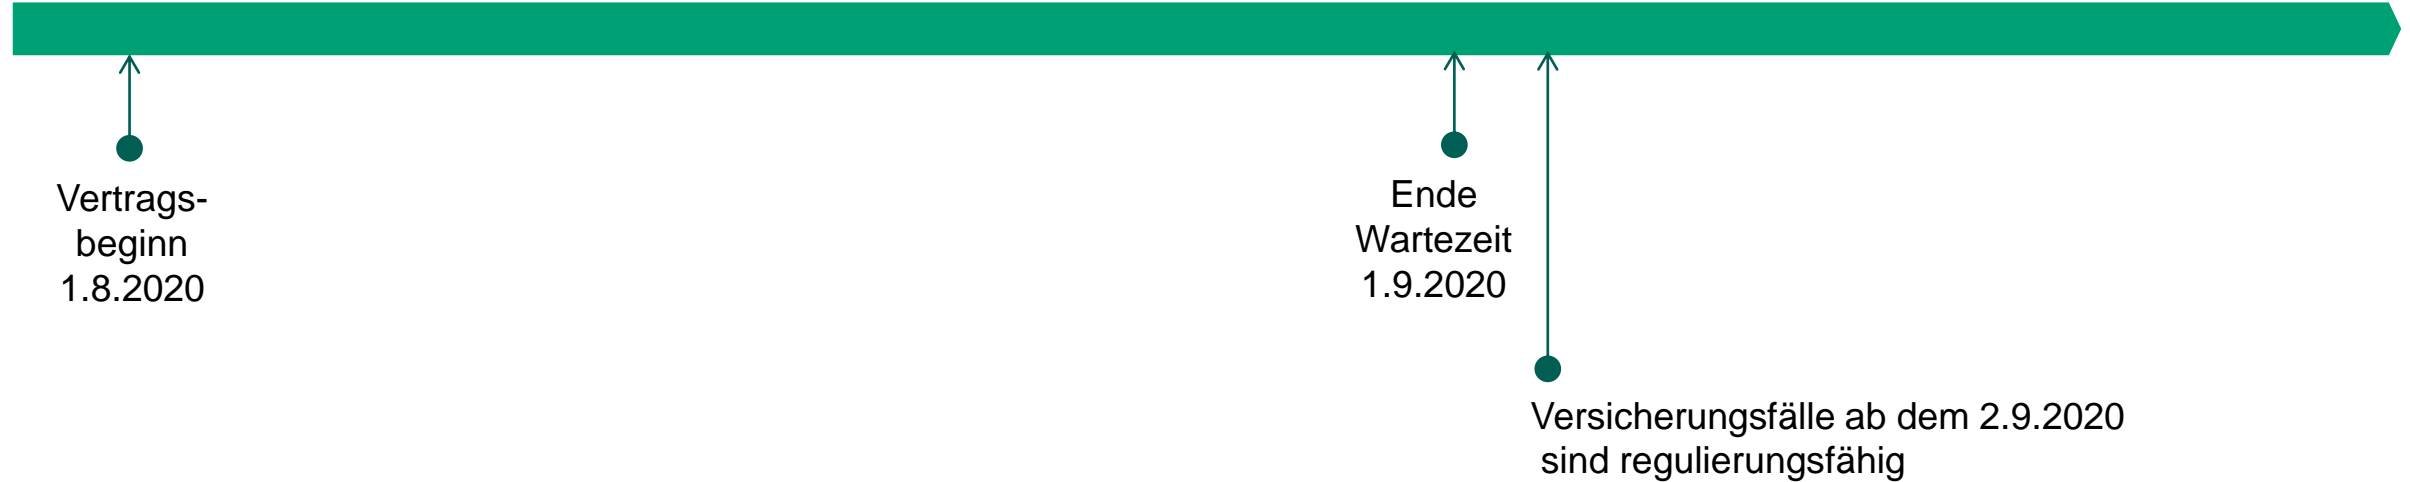 Vertrags-
beginn
1.8.2020
Ende
Wartezeit
1.9.2020
Versicherungsfälle ab dem 2.9.2020
sind regulierungsfähig